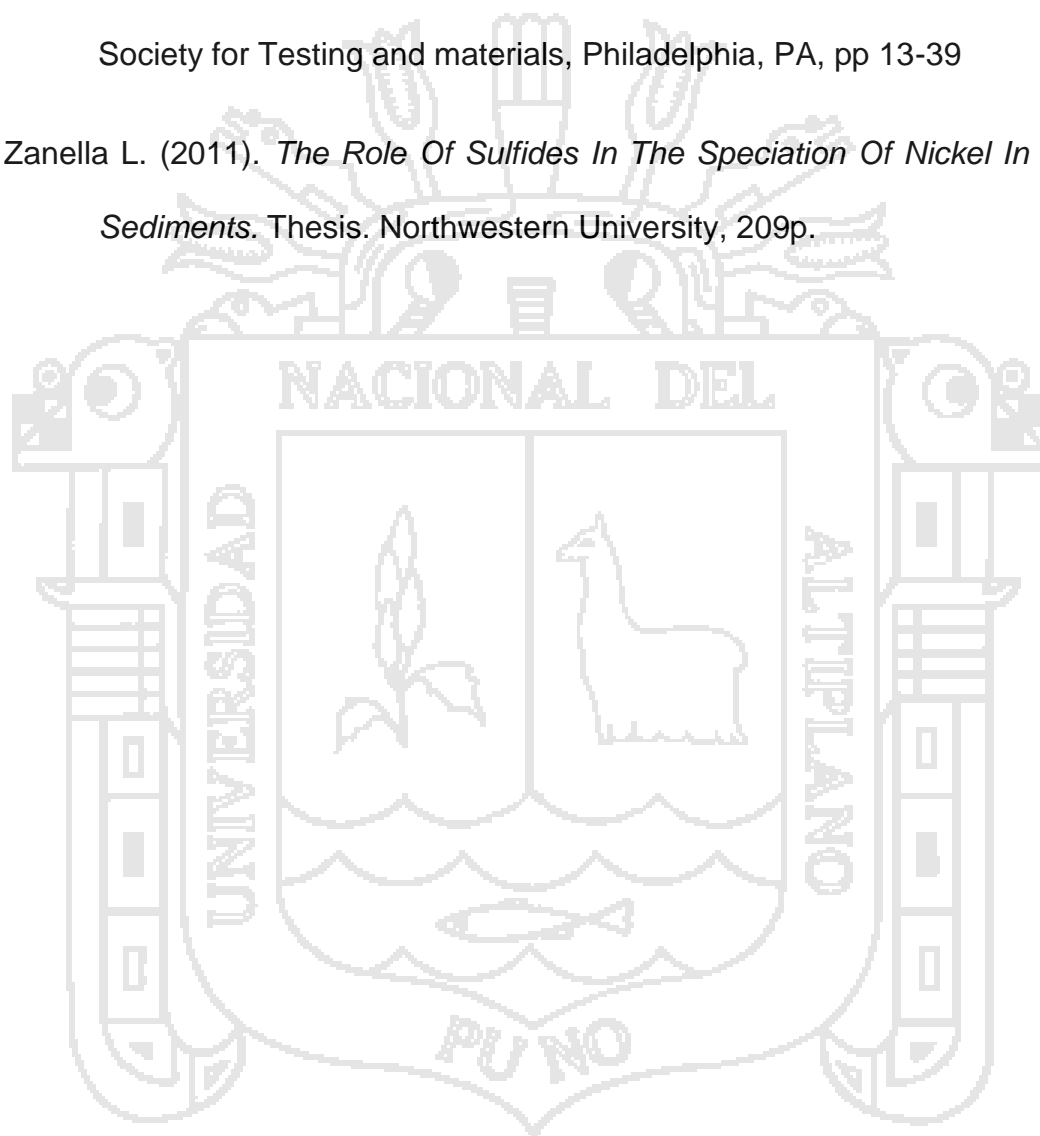 Society for Testing and materials, Philadelphia, PA, pp 13-39
Zanella L. (2011). The Role Of Sulfides In The Speciation Of Nickel In
Sediments. Thesis. Northwestern University, 209p.
NACIONAL DEL
UNIVERSIDAD
ALTIPLANO
PUNO